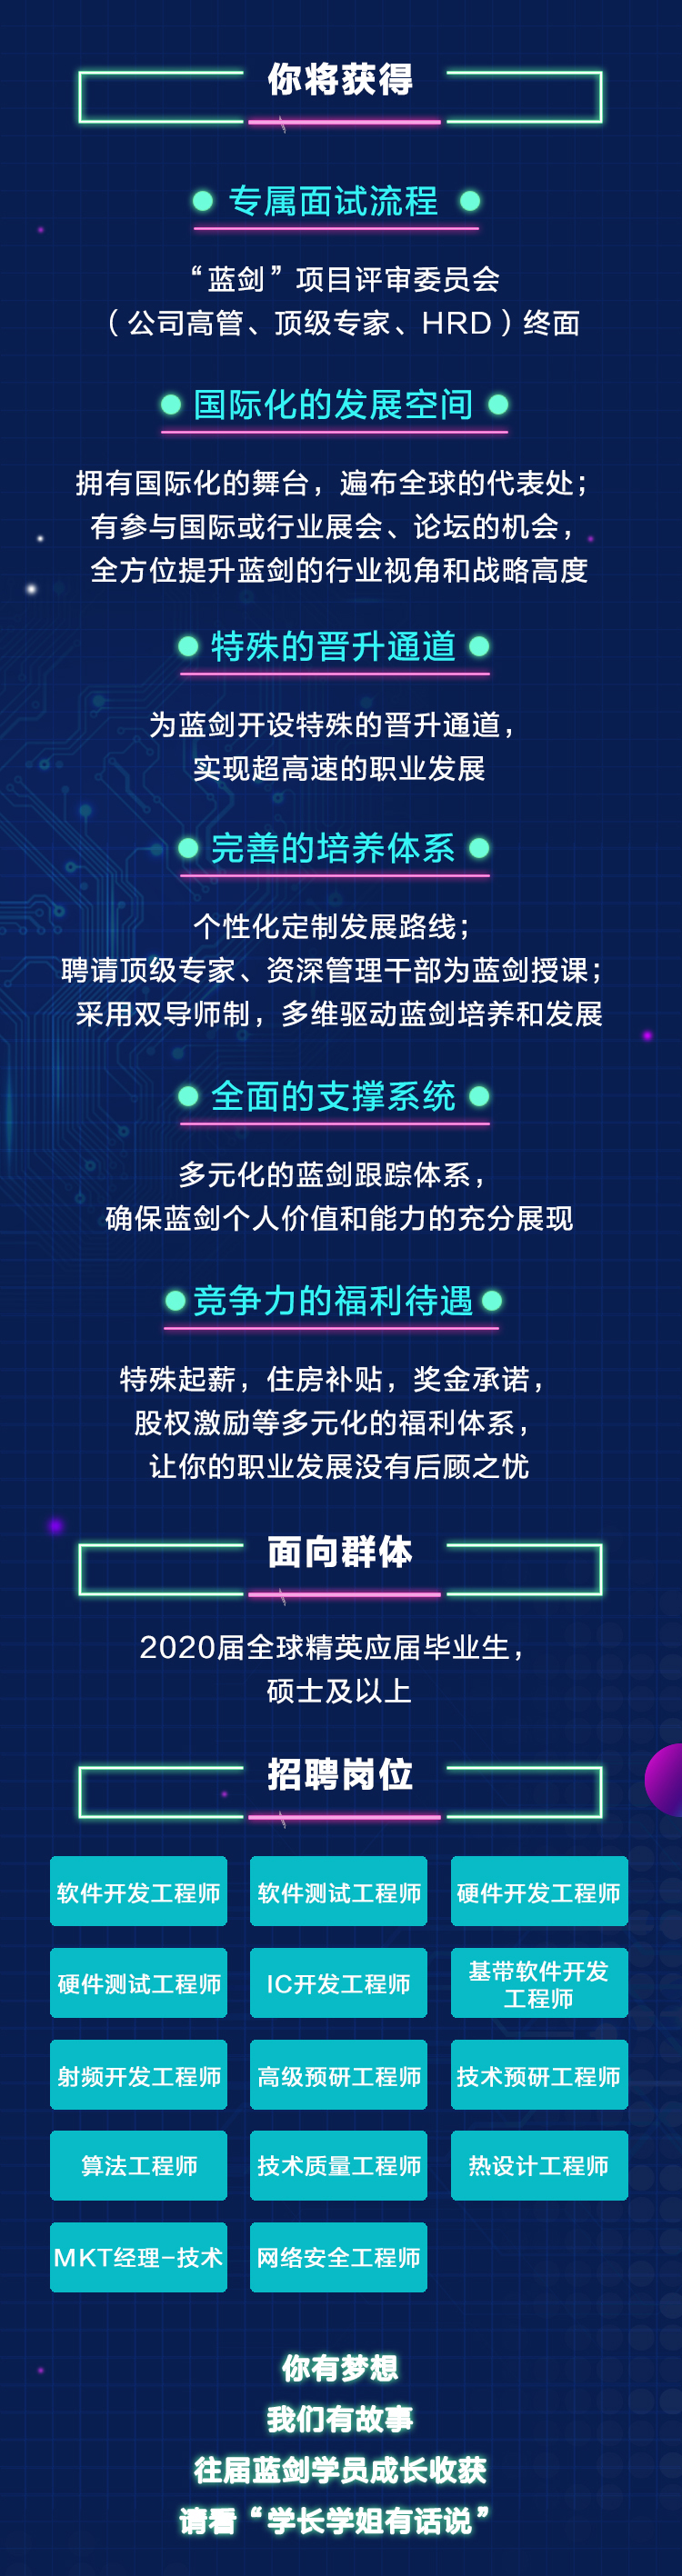 你将获得
专属面试流程
“蓝剑”项目评审委员会
（公司高管、顶级专家、HRD）终面
国际化的发展空间
拥有国际化的舞台，遍布全球的代表处；
有参与国际或行业展会、论坛的机会，
全方位提升蓝剑的行业视角和战略高度
特殊的晋升通道
为蓝剑开设特殊的晋升通道，
实现超高速的职业发展
完善的培养体系
个性化定制发展路线；
聘请顶级专家、资深管理干部为蓝剑授课；
采用双导师制，多维驱动蓝剑培养和发展
全面的支撑系统
多元化的蓝剑跟踪体系，
确保蓝剑个人价值和能力的充分展现
竞争力的福利待遇
特殊起薪，住房补贴，奖金承诺，
股权激励等多元化的福利体系，
让你的职业发展没有后顾之忧
面向群体
2020届全球精英应届毕业生，
硕士及以上
招聘岗位
软件开发工程师
软件测试工程师
硬件开发工程师
硬件测试工程师
IC开发工程师
基带软件开发
工程师
射频开发工程师
高级预研工程师
技术预研工程师
算法工程师
技术质量工程师
热设计工程师
MKT经理-技术
网络安全工程师
你有梦想
我们有故事
往届蓝剑学员成长收获
请看“学长学姐有话说”